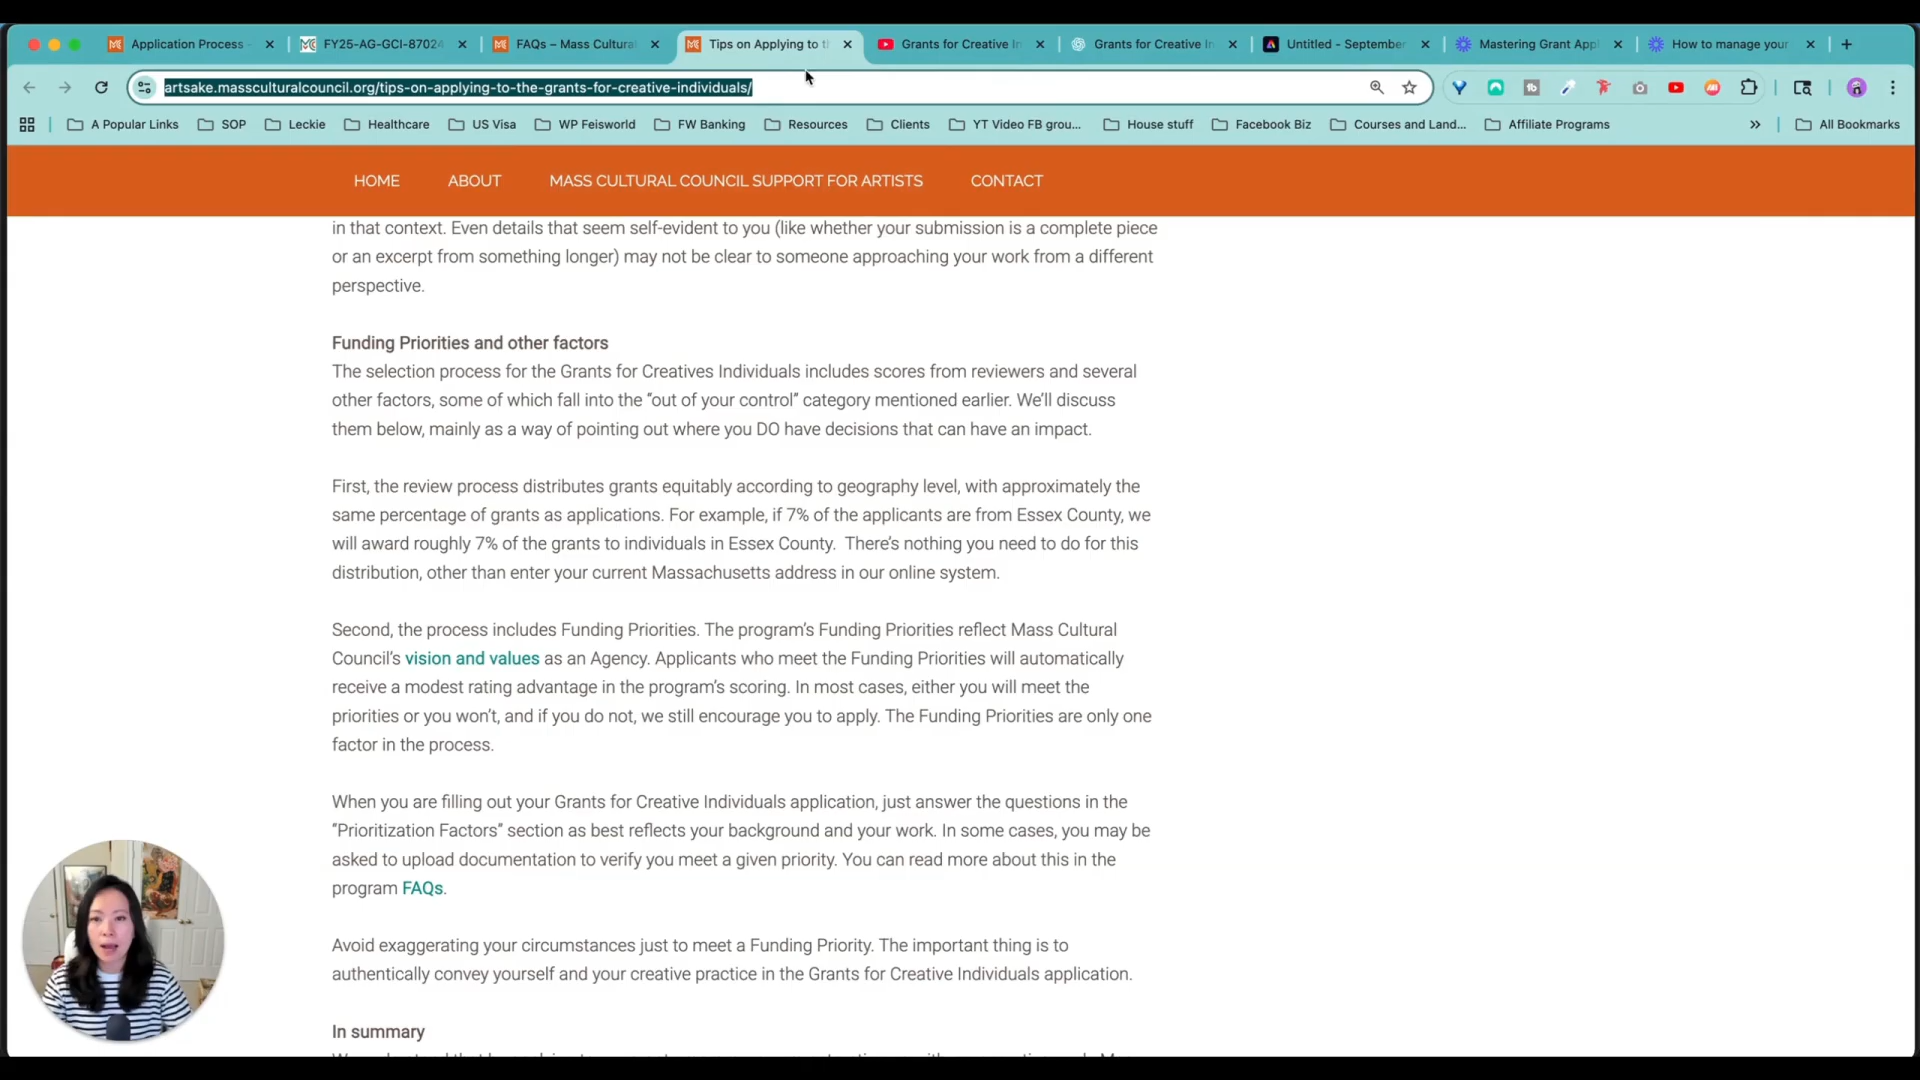 Application Process -
FY25-AG-GCI-87024
FAQs – Mass Cultural
Tips on Applying to th
Grants for Creative In
Grants for Creative In
Untitled - September
Mastering Grant Appl
How to manage your
artsake.massculturalcouncil.org/tips-on-applying-to-the-grants-for-creative-individuals/
A Popular Links
SOP
Leckie
Healthcare
US Visa
WP Feisworld
FW Banking
Resources
Clients
YT Video FB grou...
House stuff
Facebook Biz
Courses and Land...
Affiliate Programs
All Bookmarks
HOME
ABOUT
MASS CULTURAL COUNCIL SUPPORT FOR ARTISTS
CONTACT
in that context. Even details that seem self-evident to you (like whether your submission is a complete piece
or an excerpt from something longer) may not be clear to someone approaching your work from a different
perspective.
Funding Priorities and other factors
The selection process for the Grants for Creatives Individuals includes scores from reviewers and several
other factors, some of which fall into the “out of your control” category mentioned earlier. We’ll discuss
them below, mainly as a way of pointing out where you DO have decisions that can have an impact.
First, the review process distributes grants equitably according to geography level, with approximately the
same percentage of grants as applications. For example, if 7% of the applicants are from Essex County, we
will award roughly 7% of the grants to individuals in Essex County.  There’s nothing you need to do for this
distribution, other than enter your current Massachusetts address in our online system.
Second, the process includes Funding Priorities. The program’s Funding Priorities reflect Mass Cultural
Council’s vision and values as an Agency. Applicants who meet the Funding Priorities will automatically
receive a modest rating advantage in the program’s scoring. In most cases, either you will meet the
priorities or you won’t, and if you do not, we still encourage you to apply. The Funding Priorities are only one
factor in the process.
When you are filling out your Grants for Creative Individuals application, just answer the questions in the
“Prioritization Factors” section as best reflects your background and your work. In some cases, you may be
asked to upload documentation to verify you meet a given priority. You can read more about this in the
program FAQs.
Avoid exaggerating your circumstances just to meet a Funding Priority. The important thing is to
authentically convey yourself and your creative practice in the Grants for Creative Individuals application.
In summary